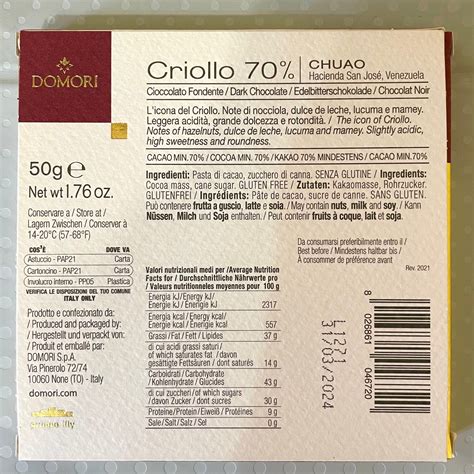 DOMORI
Criollo 70% CHUAO
Hacienda San José, Venezuela
Cioccolato Fondente / Dark Chocolate / Edelbitterschokolade / Chocolat Noir
L'icona del Criollo. Note di nocciola, dulce de leche, lucuma e mamey.
Leggera acidità, grande dolcezza e rotondità. / The icon of Criollo.
Notes of hazelnuts, dulce de leche, lucuma and mamey. Slightly acidic,
high sweetness and roundness.
CACAO MIN. 70% / COCOA MIN. 70% / KAKAO 70% MINDESTENS / CACAO MIN. 70%
Ingredienti: Pasta di cacao, zucchero di canna. SENZA GLUTINE / Ingredients:
Cocoa mass, cane sugar. GLUTEN FREE / Zutaten: Kakaomasse, Rohrzucker.
GLUTENFREI / Ingrédients: Pâte de cacao, sucre de canne. SANS GLUTEN.
Può contenere frutta a guscio, latte e soia. / May contain nuts, milk and soy. / Kann
Nüssen, Milch und Soja enthalten. / Peut contenir fruits à coque, lait et soja.
50g e
Net wt 1.76 oz.
Conservare a / Store at /
Lagern Zwischen / Conserver à
14-20°C (57-68°F)
COS'È DOVE VA
Astuccio - PAP21 Carta
Cartoncino - PAP21 Carta
Involucro interno - PP05 Plastica
VERIFICA LE DISPOSIZIONI DEL TUO COMUNE
ITALY ONLY
Prodotto e confezionato da:
/ Produced and packaged by:
/ Hergestellt und verpackt von:
/ Produit et emballé par:
DOMORI S.p.A.
Via Pinerolo 72/74
10060 None (TO) - Italy
domori.com
gruppo illy
Valori nutrizionali medi per / Average Nutrition
Facts for / Durchschnittliche Nährwerte pro
/ Valeurs nutritionnelles moyennes pour 100 g
Energia kJ / Energy kJ /
Energie kJ / Énergie kJ 2317
Energia kcal / Energy kcal /
Energie kcal / Énergie kcal 557
Grassi / Fat / Fett / Lipides 37 g
di cui acidi grassi saturi /
of which saturates fat / davon
gesättigte Fettsäuren / dont saturés 14 g
Carboidrati / Carbohydrate
/ Kohlenhydrate / Glucides 43 g
di cui zuccheri / of which sugars
/ davon Zucker / dont sucres 30 g
Proteine / Protein / Eiweiß / Protéines 9 g
Sale / Salt / Salz / Sel 0 g
Da consumarsi preferibilmente entro il /
Best before / Mindestens haltbar bis /
À consommer de préférence avant
Rev. 2021
L1271
31/03/2024
8 026861 046720